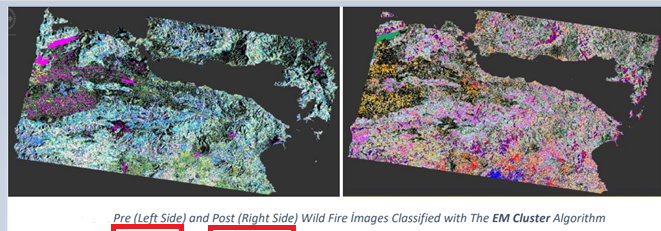 Pre (Left Side) and Post (Right Side) Wild Fire İmages Classified with The EM Cluster Algorithm